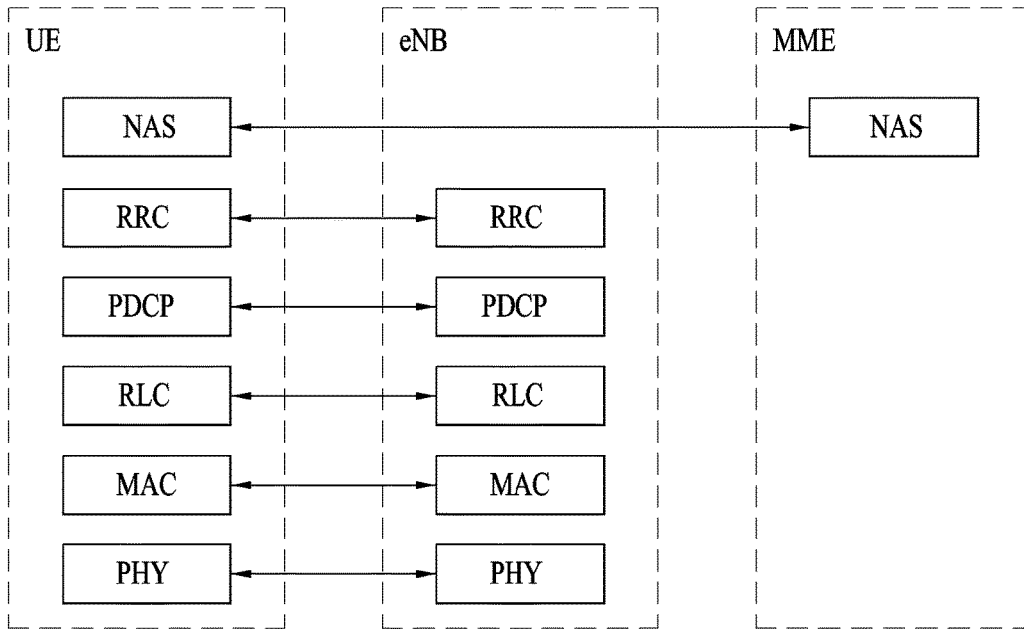 UE eNB MME
NAS NAS
RRC RRC
PDCP PDCP
RLC RLC
MAC MAC
PHY PHY